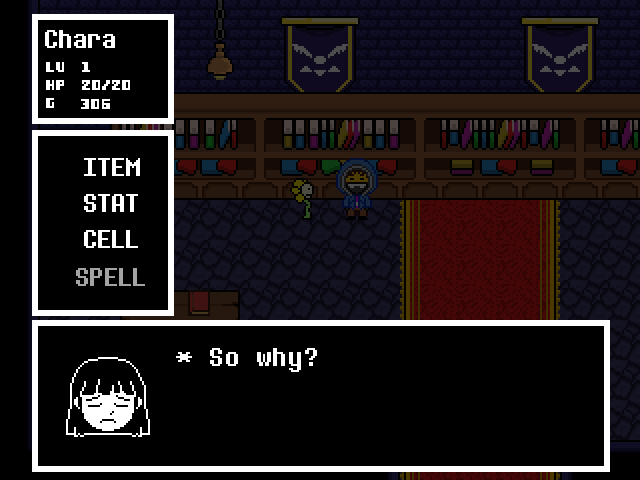 Chara
LV 1
HP 20/20
G 306
ITEM
STAT
CELL
SPELL
* So why?